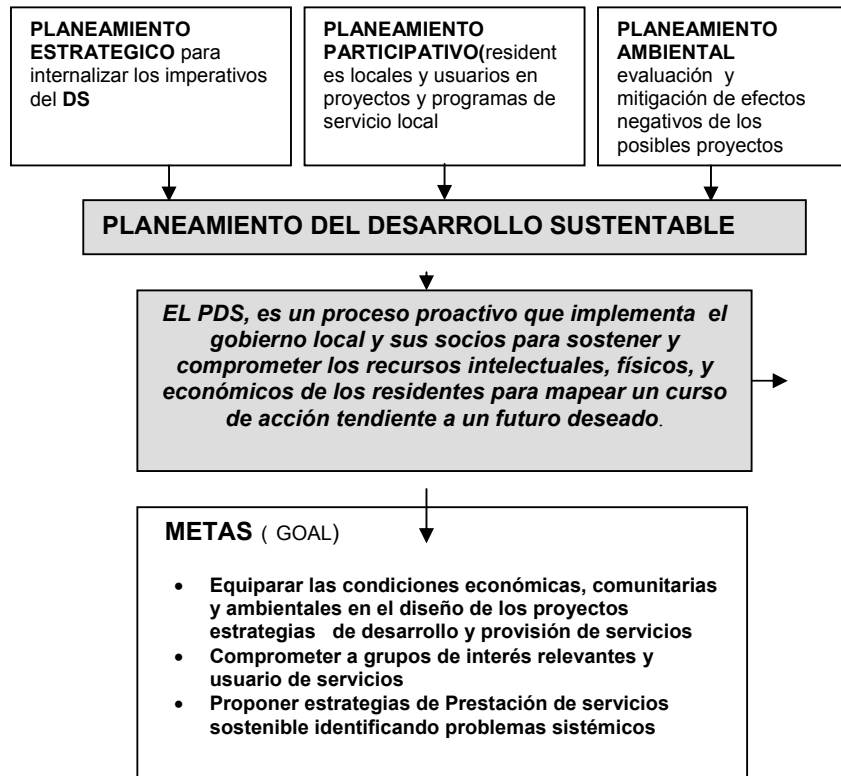 PLANEAMIENTO
ESTRATEGICO para
internalizar los imperativos
del DS
PLANEAMIENTO
PARTICIPATIVO(resident
es locales y usuarios en
proyectos y programas de
servicio local
PLANEAMIENTO
AMBIENTAL
evaluación y
mitigación de efectos
negativos de los
posibles proyectos
PLANEAMIENTO DEL DESARROLLO SUSTENTABLE
EL PDS, es un proceso proactivo que implementa el
gobierno local y sus socios para sostener y
comprometer los recursos intelectuales, físicos, y
económicos de los residentes para mapear un curso
de acción tendiente a un futuro deseado.
METAS ( GOAL)
• Equiparar las condiciones económicas, comunitarias
y ambientales en el diseño de los proyectos
estrategias de desarrollo y provisión de servicios
• Comprometer a grupos de interés relevantes y
usuario de servicios
• Proponer estrategias de Prestación de servicios
sostenible identificando problemas sistémicos